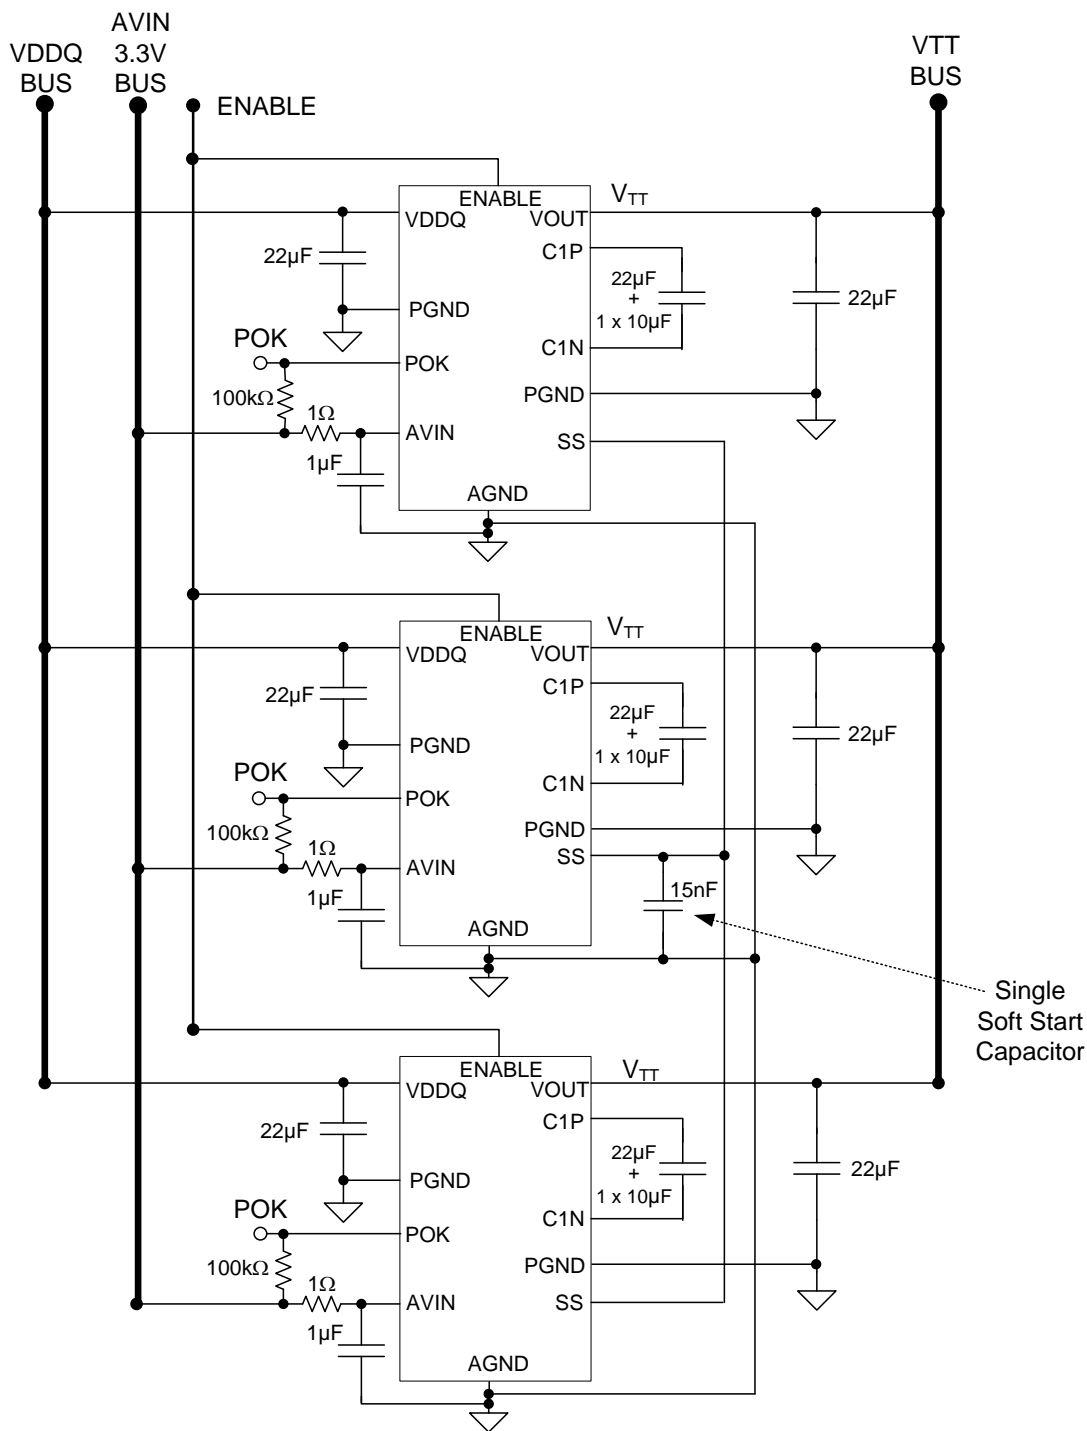 VDDQ
BUS
AVIN
3.3V
BUS
ENABLE
VTT
BUS
ENABLE
VDDQ
VOUT
VTT
22µF
C1P
22µF
+
1 x 10µF
22µF
PGND
C1N
POK
POK
PGND
100kΩ
1Ω
AVIN
SS
1µF
AGND
ENABLE
VDDQ
VOUT
VTT
22µF
C1P
22µF
+
1 x 10µF
22µF
PGND
C1N
POK
POK
PGND
100kΩ
1Ω
AVIN
SS
1µF
15nF
AGND
Single
Soft Start
Capacitor
ENABLE
VDDQ
VOUT
VTT
22µF
C1P
22µF
+
1 x 10µF
22µF
PGND
C1N
POK
POK
PGND
100kΩ
1Ω
AVIN
SS
1µF
AGND